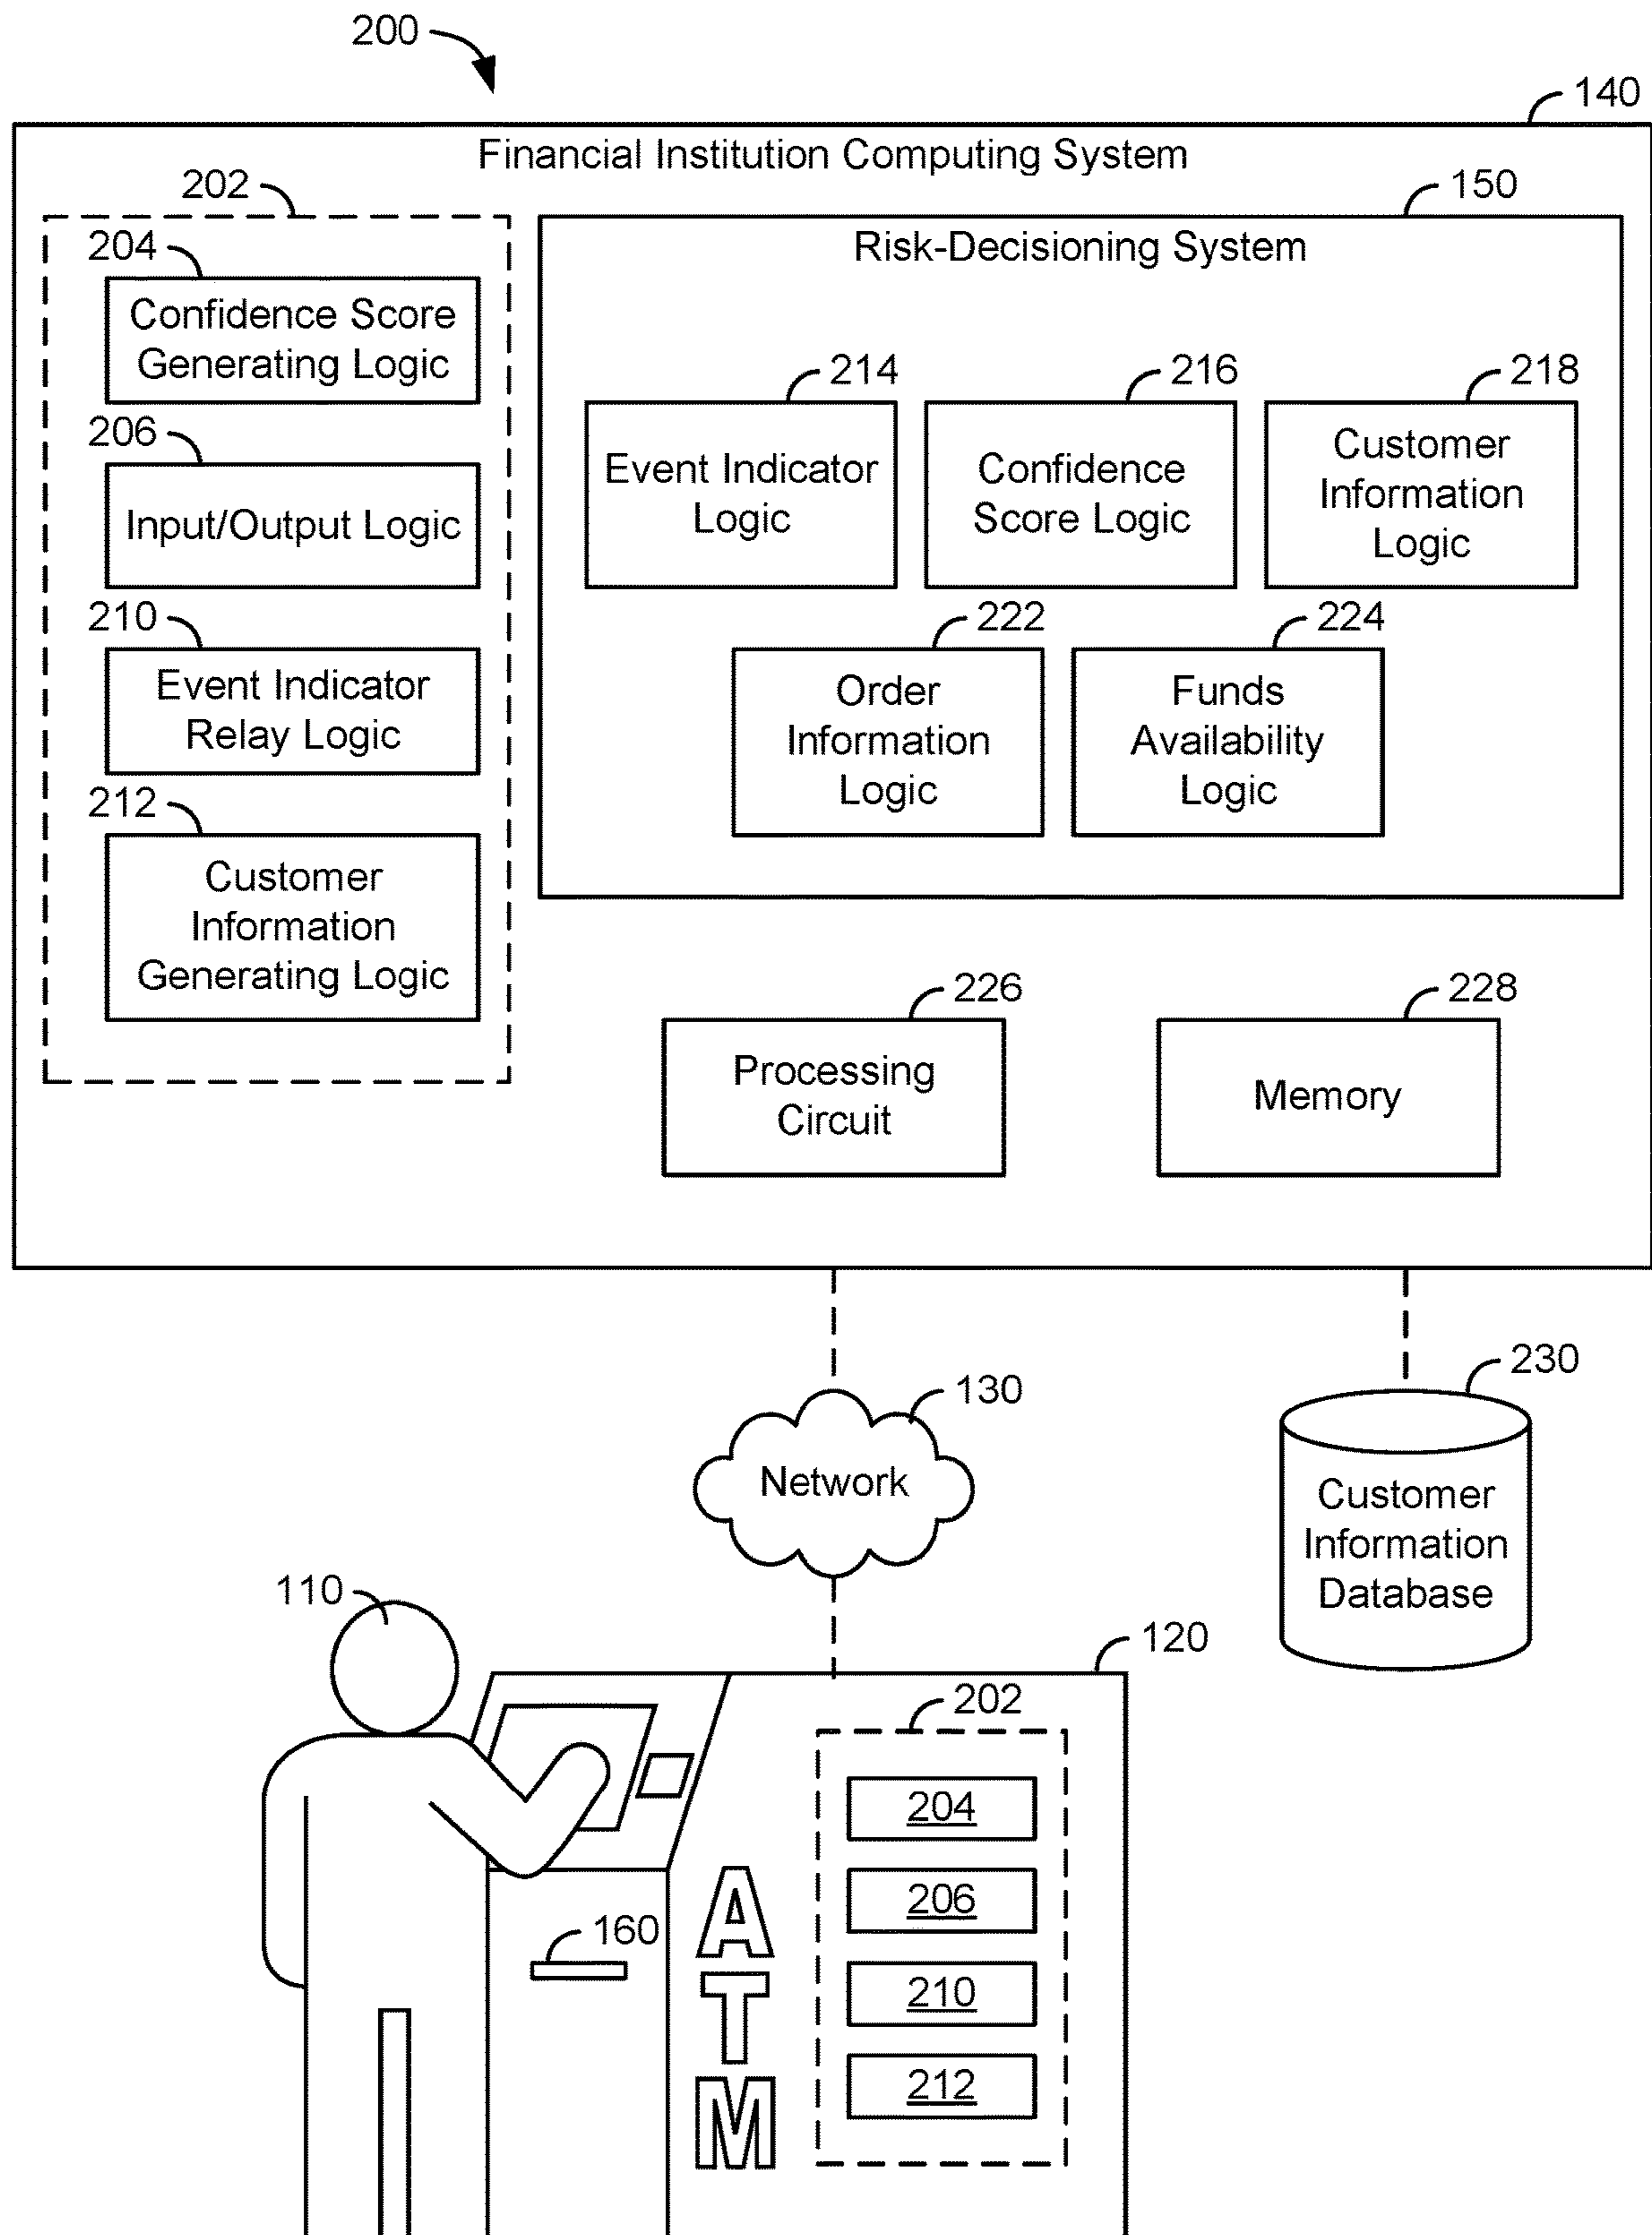 200
140
Financial Institution Computing System
202
150
Risk-Decisioning System
204
Confidence Score
Generating Logic
206
Input/Output Logic
210
Event Indicator
Relay Logic
212
Customer
Information
Generating Logic
214
Event Indicator
Logic
216
Confidence
Score Logic
218
Customer
Information
Logic
222
Order
Information
Logic
224
Funds
Availability
Logic
226
Processing
Circuit
228
Memory
130
Network
230
Customer
Information
Database
110
120
202
204
206
210
212
160
ATM